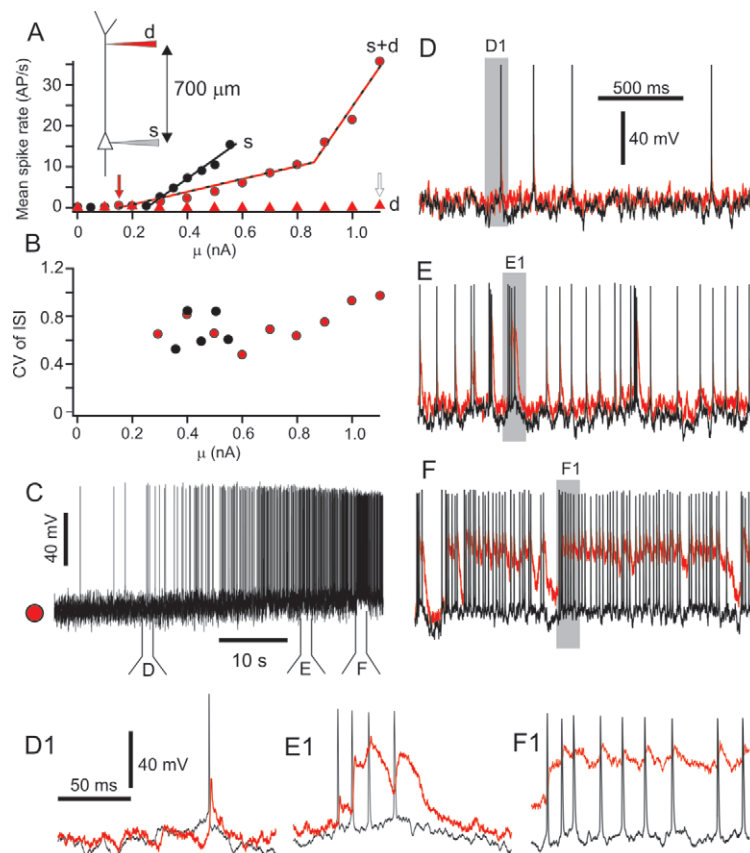 A
d
700 μm
s
s+d
s
d
Mean spike rate (AP/s)
30
20
10
0
0
0.2
0.4
0.6
0.8
1.0
μ (nA)
B
CV of ISI
1.2
0.8
0.4
0
0
0.2
0.4
0.6
0.8
1.0
μ (nA)
C
40 mV
10 s
D
E
F
D
D1
500 ms
40 mV
E
E1
F
F1
D1
50 ms
40 mV
E1
F1